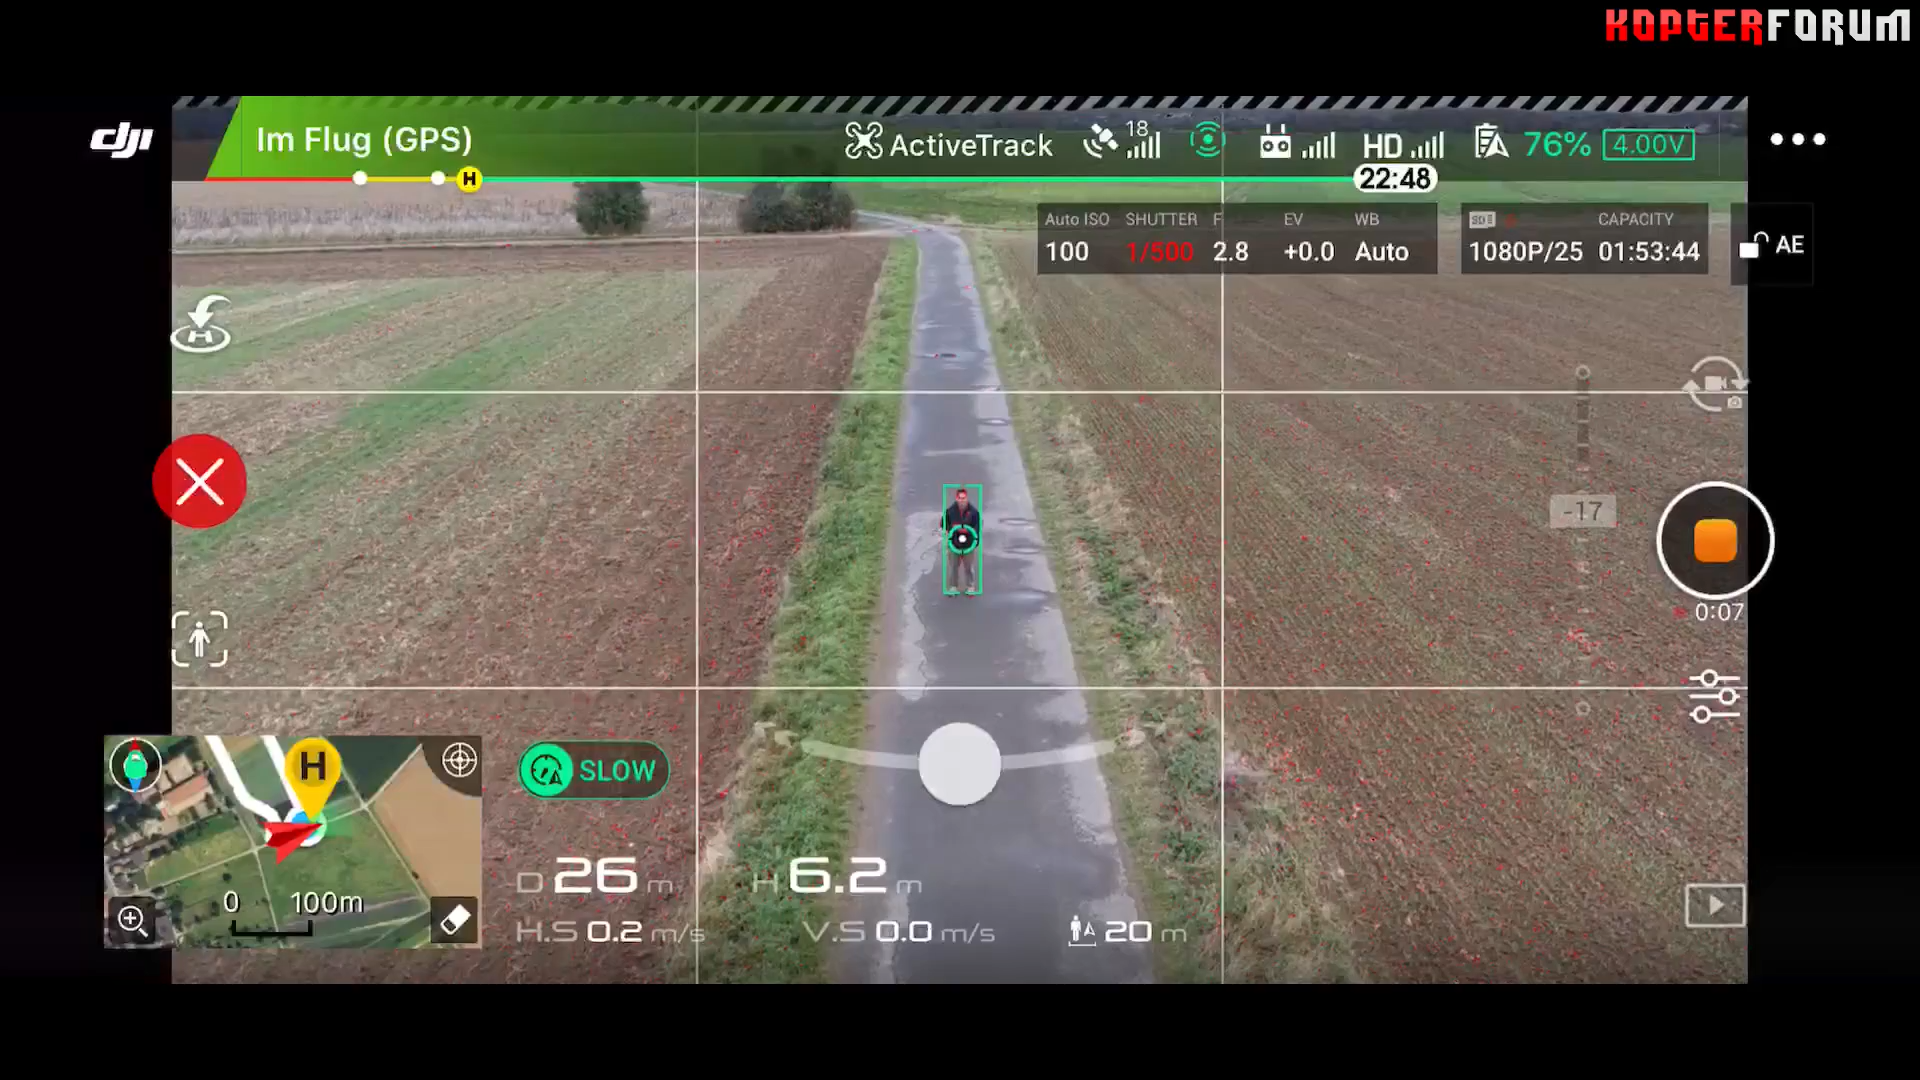 KOPTERFORUM
dji
Im Flug (GPS)
ActiveTrack
18
HD
76%
4.00V
H
22:48
Auto ISO SHUTTER F EV WB
100 1/500 2.8 +0.0 Auto
SD CAPACITY
1080P/25 01:53:44
AE
H
-17
0:07
H
SLOW
0 100m
D 26 m
H 6.2 m
H.S 0.2 m/s
V.S 0.0 m/s
20 m